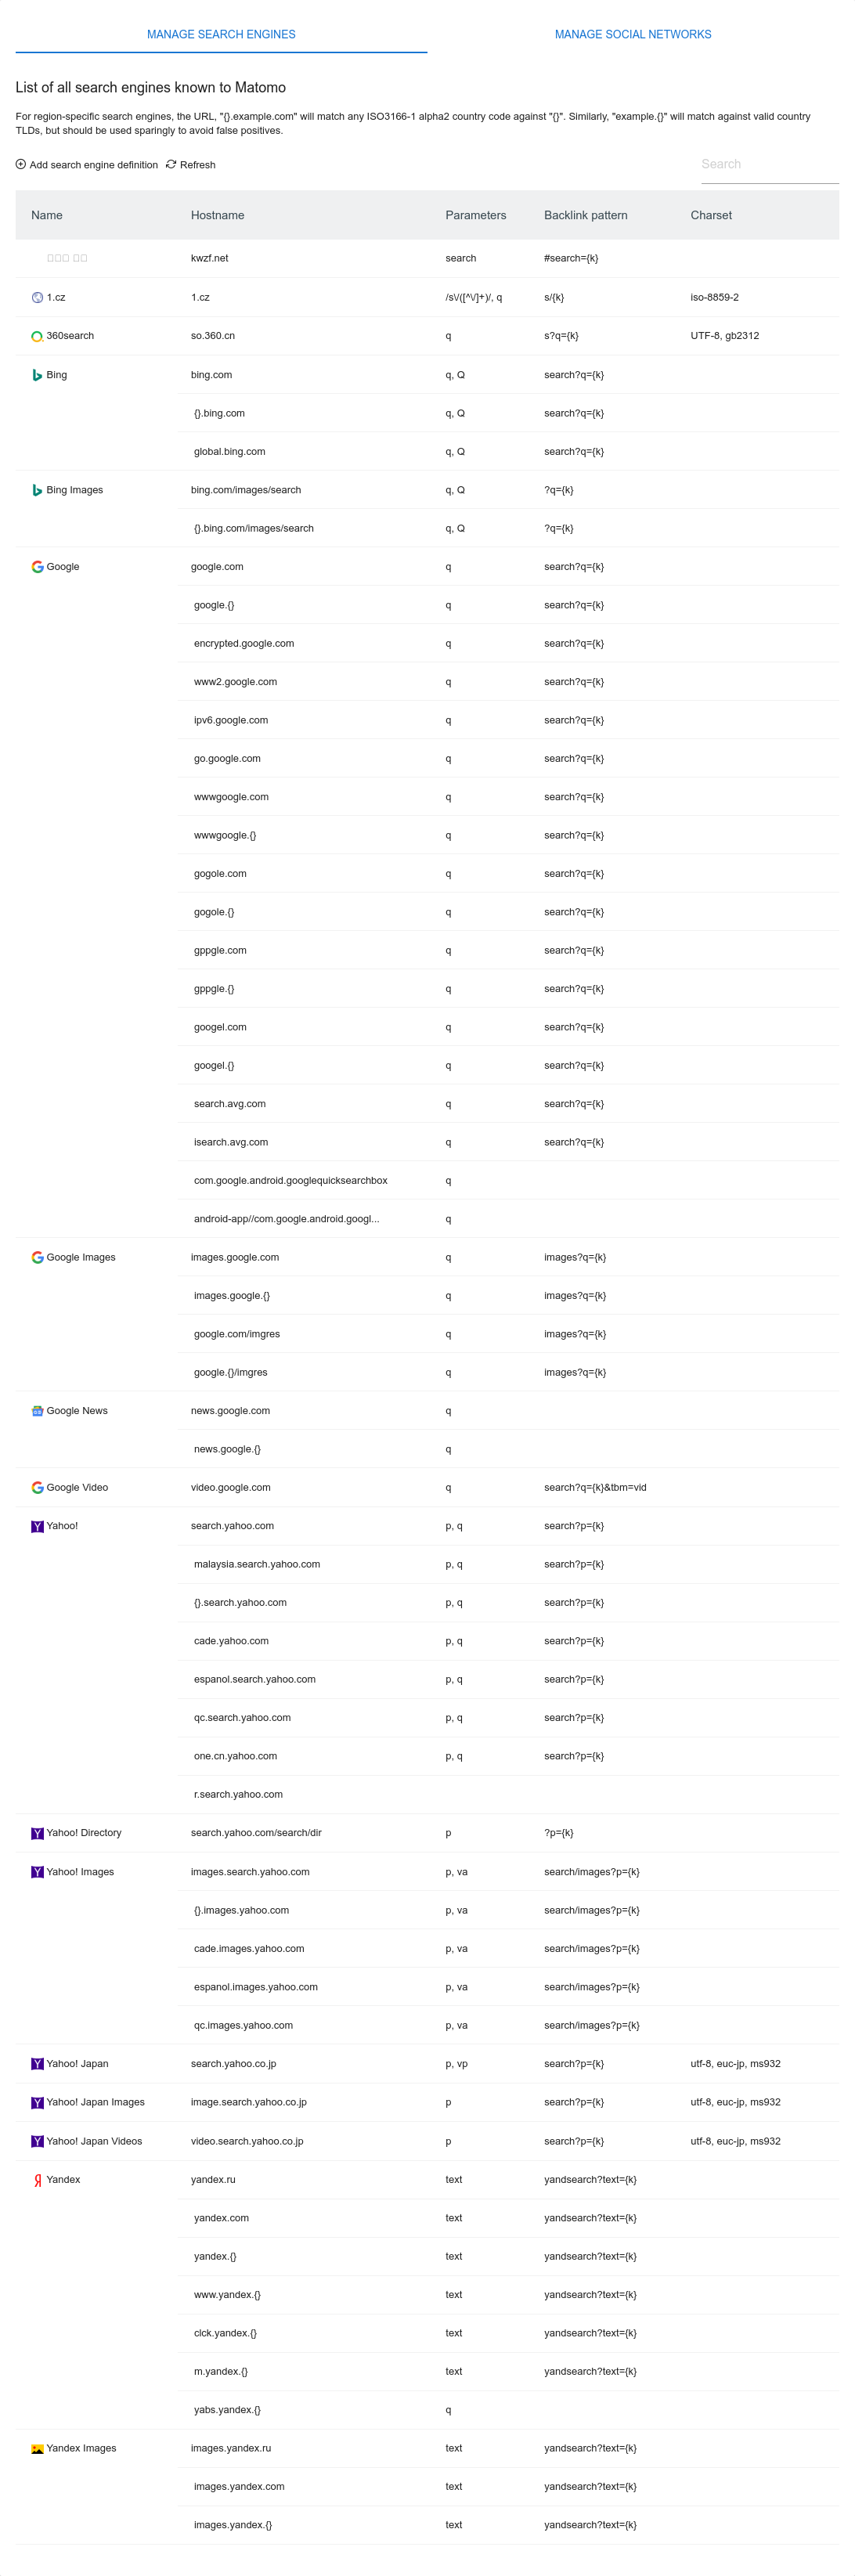 MANAGE SEARCH ENGINES MANAGE SOCIAL NETWORKS
List of all search engines known to Matomo
For region-specific search engines, the URL, "{}.example.com" will match any ISO3166-1 alpha2 country code against "{}". Similarly, "example.{}" will match against valid country
TLDs, but should be used sparingly to avoid false positives.
Add search engine definition Refresh Search
Name Hostname Parameters Backlink pattern Charset
kwzf.net search #search={k}
1.cz 1.cz /s\/([^\/]+)/, q s/{k} iso-8859-2
360search so.360.cn q s?q={k} UTF-8, gb2312
Bing bing.com q, Q search?q={k}
{}.bing.com q, Q search?q={k}
global.bing.com q, Q search?q={k}
Bing Images bing.com/images/search q, Q ?q={k}
{}.bing.com/images/search q, Q ?q={k}
Google google.com q search?q={k}
google.{} q search?q={k}
encrypted.google.com q search?q={k}
www2.google.com q search?q={k}
ipv6.google.com q search?q={k}
go.google.com q search?q={k}
wwwgoogle.com q search?q={k}
wwwgoogle.{} q search?q={k}
gogole.com q search?q={k}
gogole.{} q search?q={k}
gppgle.com q search?q={k}
gppgle.{} q search?q={k}
googel.com q search?q={k}
googel.{} q search?q={k}
search.avg.com q search?q={k}
isearch.avg.com q search?q={k}
com.google.android.googlequicksearchbox q
android-app//com.google.android.googl... q
Google Images images.google.com q images?q={k}
images.google.{} q images?q={k}
google.com/imgres q images?q={k}
google.{}/imgres q images?q={k}
Google News news.google.com q
news.google.{} q
Google Video video.google.com q search?q={k}&tbm=vid
Yahoo! search.yahoo.com p, q search?p={k}
malaysia.search.yahoo.com p, q search?p={k}
{}.search.yahoo.com p, q search?p={k}
cade.yahoo.com p, q search?p={k}
espanol.search.yahoo.com p, q search?p={k}
qc.search.yahoo.com p, q search?p={k}
one.cn.yahoo.com p, q search?p={k}
r.search.yahoo.com
Yahoo! Directory search.yahoo.com/search/dir p ?p={k}
Yahoo! Images images.search.yahoo.com p, va search/images?p={k}
{}.images.yahoo.com p, va search/images?p={k}
cade.images.yahoo.com p, va search/images?p={k}
espanol.images.yahoo.com p, va search/images?p={k}
qc.images.yahoo.com p, va search/images?p={k}
Yahoo! Japan search.yahoo.co.jp p, vp search?p={k} utf-8, euc-jp, ms932
Yahoo! Japan Images image.search.yahoo.co.jp p search?p={k} utf-8, euc-jp, ms932
Yahoo! Japan Videos video.search.yahoo.co.jp p search?p={k} utf-8, euc-jp, ms932
Yandex yandex.ru text yandsearch?text={k}
yandex.com text yandsearch?text={k}
yandex.{} text yandsearch?text={k}
www.yandex.{} text yandsearch?text={k}
clck.yandex.{} text yandsearch?text={k}
m.yandex.{} text yandsearch?text={k}
yabs.yandex.{} q
Yandex Images images.yandex.ru text yandsearch?text={k}
images.yandex.com text yandsearch?text={k}
images.yandex.{} text yandsearch?text={k}